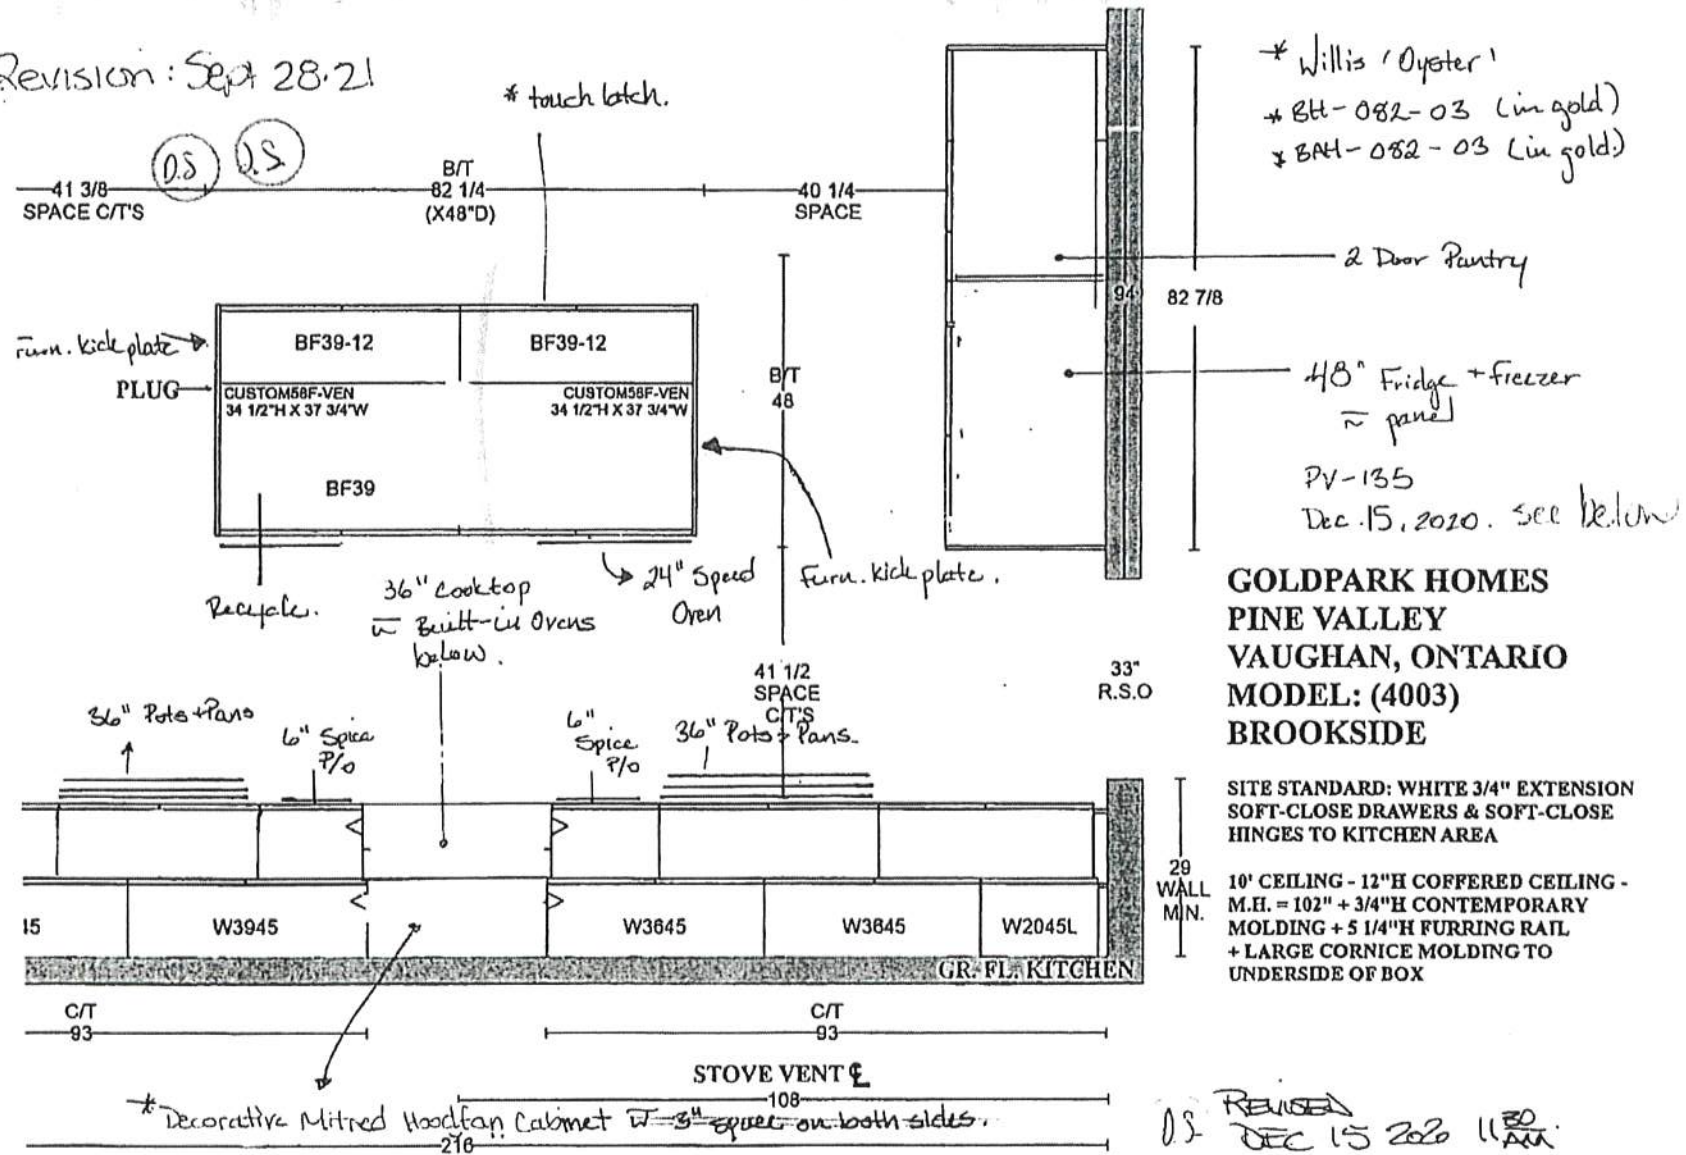 Revision: Sept 28.21
* touch latch.
* Willis 'Oyster'
* BH-082-03 (in gold)
* BAH-082-03 (in gold.)
D.S D.S.
41 3/8
SPACE C/T'S
B/T
82 1/4
(X48"D)
40 1/4
SPACE
2 Door Pantry
94
82 7/8
Furn. kick plate
BF39-12
BF39-12
PLUG
CUSTOM58F-VEN
34 1/2"H X 37 3/4"W
CUSTOM58F-VEN
34 1/2"H X 37 3/4"W
B/T
48
48" Fridge + freezer
panel
BF39
PV-135
Dec. 15, 2020. see below
Recycle.
36" Cooktop
w Built-in Ovens
below.
24" Speed
Oven
Furn. kick plate.
GOLDPARK HOMES
PINE VALLEY
VAUGHAN, ONTARIO
MODEL: (4003)
BROOKSIDE
41 1/2
SPACE
C/T'S
33"
R.S.O
36" Pots + Pans
6" Spice
P/O
6"
Spice
P/O
36" Pots + Pans.
SITE STANDARD: WHITE 3/4" EXTENSION
SOFT-CLOSE DRAWERS & SOFT-CLOSE
HINGES TO KITCHEN AREA
29
WALL
MIN.
10' CEILING - 12"H COFFERED CEILING -
M.H. = 102" + 3/4"H CONTEMPORARY
MOLDING + 5 1/4"H FURRING RAIL
+ LARGE CORNICE MOLDING TO
UNDERSIDE OF BOX
15
W3945
W3645
W3645
W2045L
GR. FL. KITCHEN
C/T
93
C/T
93
STOVE VENT ℄
108
* Decorative Mitred Hoodfan Cabinet w 3" space on both sides.
216
D.S REVISED
DEC 15 2020 11 30 AM.